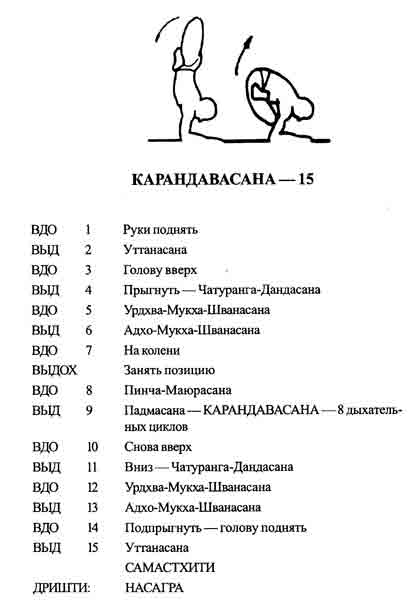 КАРАНДАВАСАНА — 15
ВДО 1 Руки поднять
ВЫД 2 Уттанасана
ВДО 3 Голову вверх
ВЫД 4 Прыгнуть — Чатуранга-Дандасана
ВДО 5 Урдхва-Мукха-Шванасана
ВЫД 6 Адхо-Мукха-Шванасана
ВДО 7 На колени
ВЫДОХ Занять позицию
ВДО 8 Пинча-Маюрасана
ВЫД 9 Падмасана — КАРАНДАВАСАНА — 8 дыхатель-
ных циклов
ВДО 10 Снова вверх
ВЫД 11 Вниз — Чатуранга-Дандасана
ВДО 12 Урдхва-Мукха-Шванасана
ВЫД 13 Адхо-Мукха-Шванасана
ВДО 14 Подпрыгнуть — голову поднять
ВЫД 15 Уттанасана
САМАСТХИТИ
ДРИШТИ: НАСАГРА